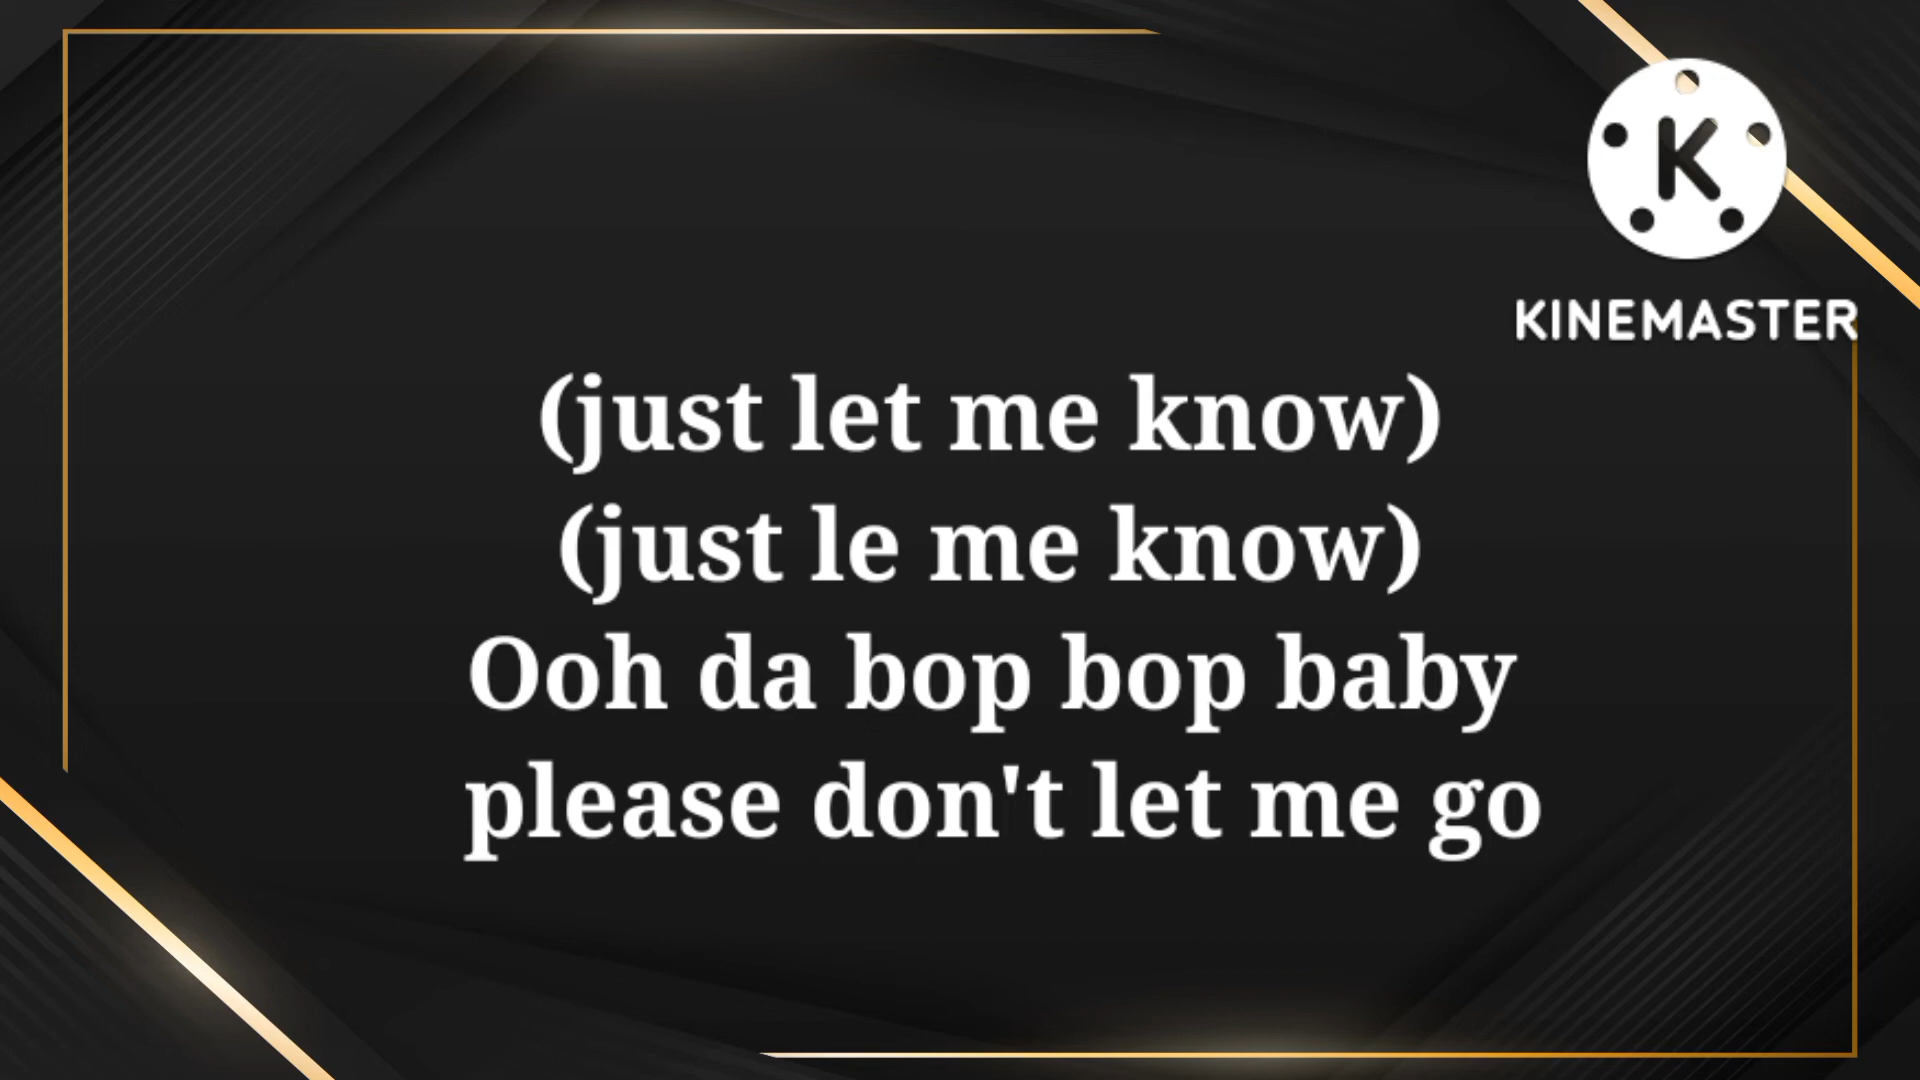 K
KINEMASTER
(just let me know)
(just le me know)
Ooh da bop bop baby
please don't let me go